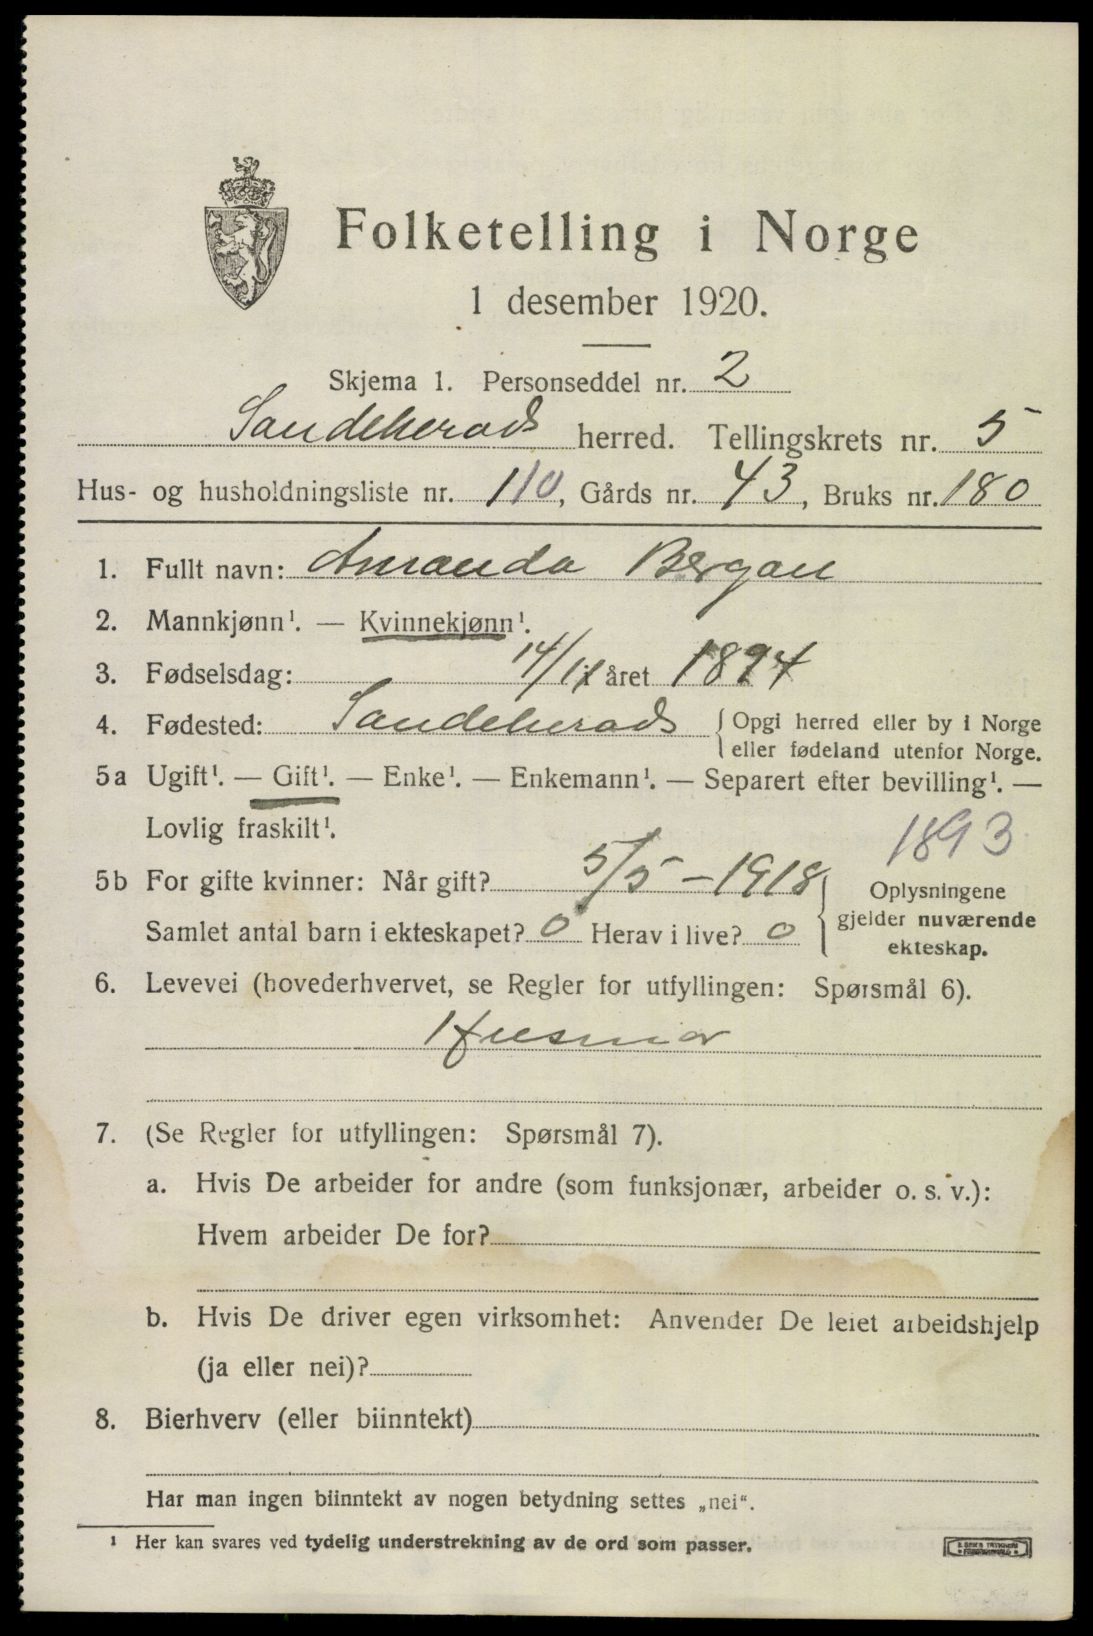 Folketelling i Norge
1 desember 1920.
Skjema 1. Personseddel nr. 2
Sandeherads herred. Tellingskrets nr. 5
Hus- og husholdningsliste nr. 110, Gårds nr. 43, Bruks nr. 180
1. Fullt navn: Amanda Bergan
2. Mannkjønn¹. — Kvinnekjønn¹.
3. Fødselsdag: 14/11 i året 1894
4. Fødested: Sandeherads { Opgi herred eller by i Norge
eller fødeland utenfor Norge.
5a Ugift¹. — Gift¹. — Enke¹. — Enkemann¹. — Separert efter bevilling¹. —
Lovlig fraskilt¹. 1893
5b For gifte kvinner: Når gift? 5/5-1918 } Oplysningene
gjelder nuværende
ekteskap.
Samlet antal barn i ekteskapet? 0 Herav i live? 0
6. Levevei (hovederhvervet, se Regler for utfyllingen: Spørsmål 6).
Husmor
7. (Se Regler for utfyllingen: Spørsmål 7).
a. Hvis De arbeider for andre (som funksjonær, arbeider o. s. v.):
Hvem arbeider De for?
b. Hvis De driver egen virksomhet: Anvender De leiet arbeidshjelp
(ja eller nei)?
8. Bierhverv (eller biinntekt)
Har man ingen biinntekt av nogen betydning settes „nei“.
¹ Her kan svares ved tydelig understrekning av de ord som passer.